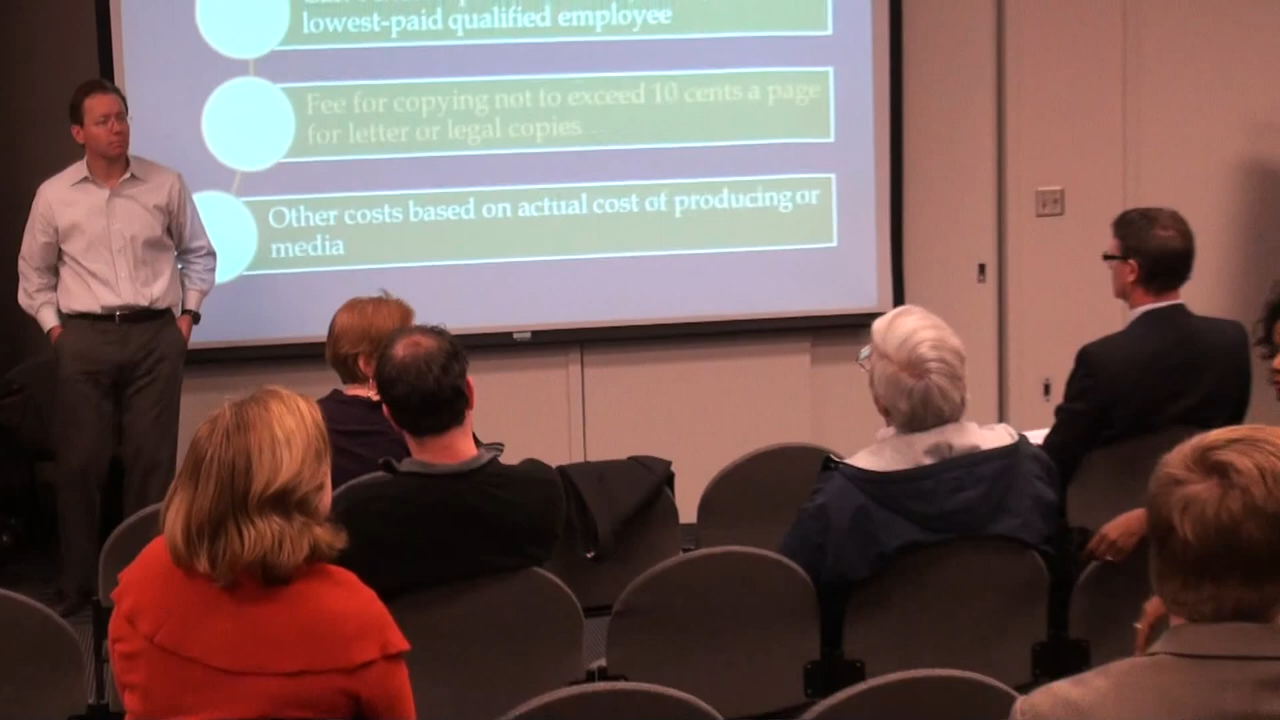 lowest-paid qualified employee
Fee for copying not to exceed 10 cents a page
for letter or legal copies
Other costs based on actual cost of producing or
media